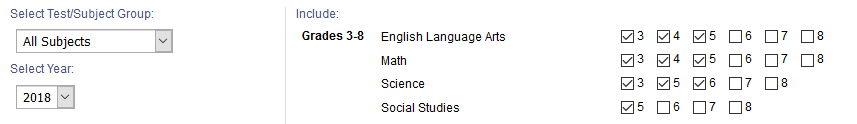 Select Test/Subject Group:
All Subjects
Select Year:
2018
Include:
Grades 3-8 English Language Arts 3 4 5 6 7 8
Math 3 4 5 6 7 8
Science 3 5 6 7 8
Social Studies 5 6 7 8